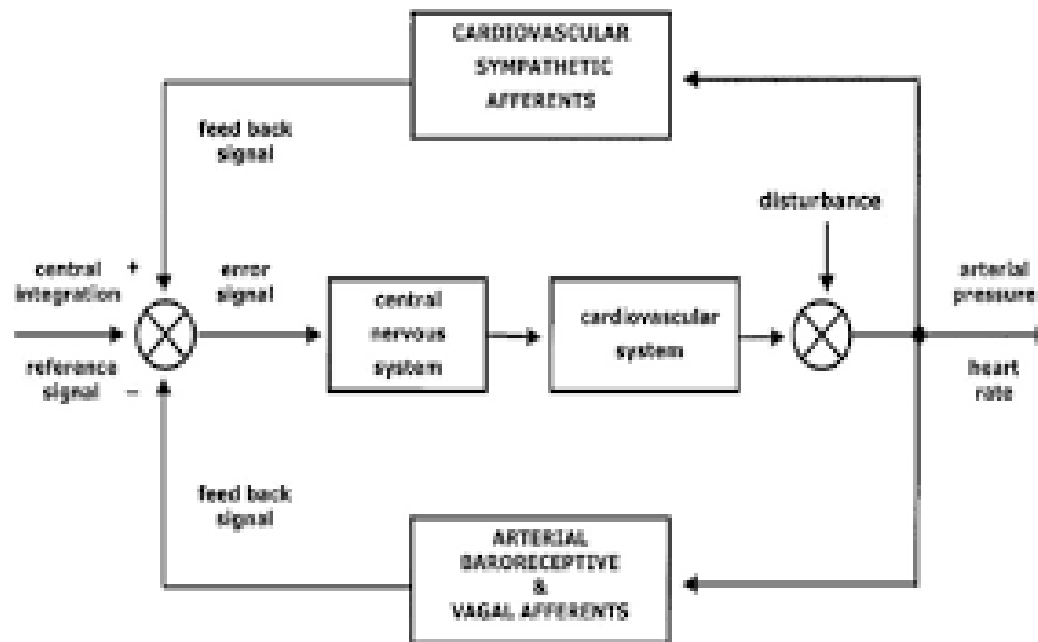 CARDIOVASCULAR
SYMPATHETIC
AFFERENTS
feed back
signal
disturbance
central +
integration
error
signal
arterial
pressure
central
nervous
system
cardiovascular
system
reference
signal –
heart
rate
feed back
signal
ARTERIAL
BARORECEPTIVE
&
VAGAL AFFERENTS